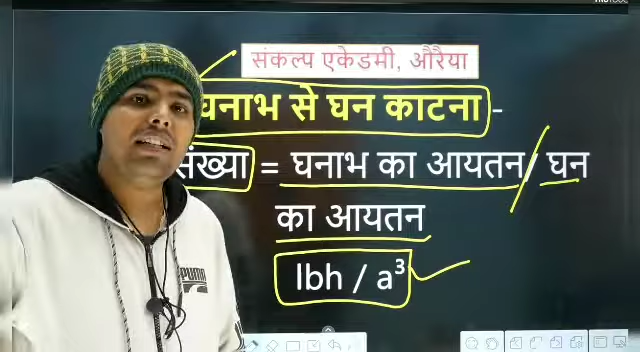 संकल्प एकेडमी, औरैया
घनाभ से घन काटना -
संख्या = घनाभ का आयतन/ घन
का आयतन
lbh / a³
PUMA